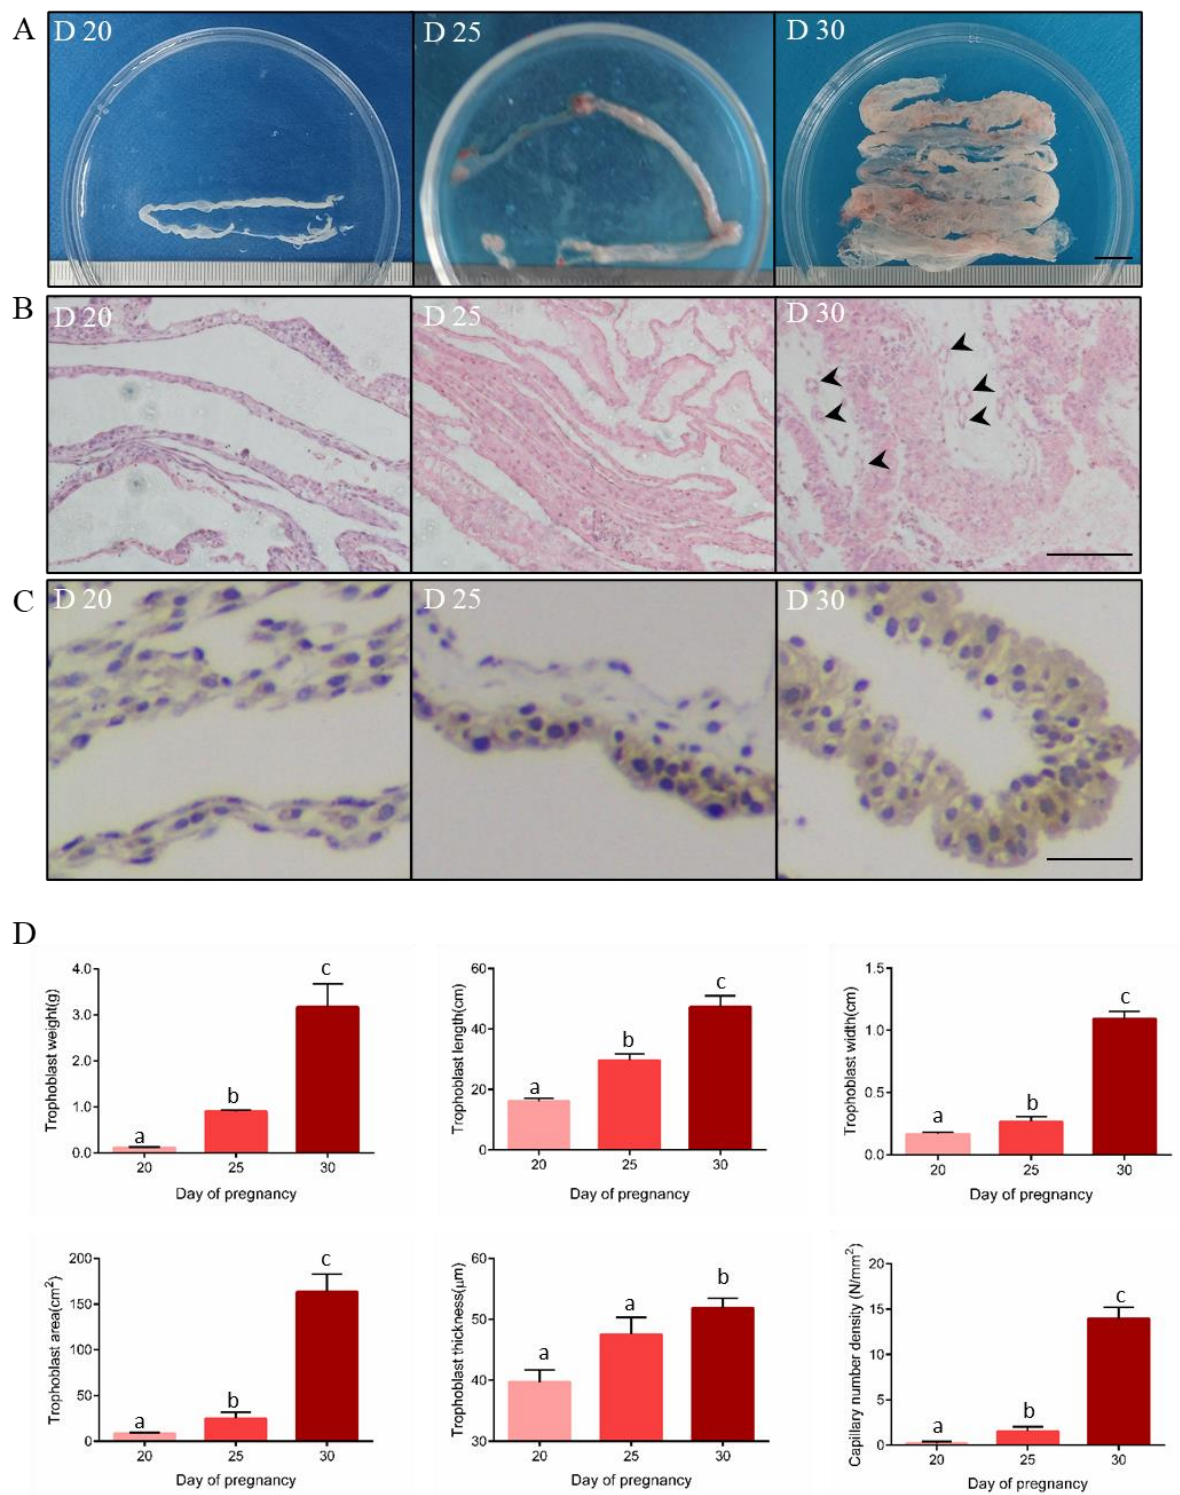 A
D 20
D 25
D 30
B
D 20
D 25
D 30
C
D 20
D 25
D 30
D
Trophoblast weight(g)
4.0
3.0
2.0
1.0
0.0
a
b
c
20
25
30
Day of pregnancy
Trophoblast length(cm)
60
40
20
0
a
b
c
20
25
30
Day of pregnancy
Trophoblast width(cm)
1.5
1.0
0.5
0.0
a
b
c
20
25
30
Day of pregnancy
Trophoblast area(cm²)
200
150
100
50
0
a
b
c
20
25
30
Day of pregnancy
Trophoblast thickness(μm)
60
50
40
30
a
a
b
20
25
30
Day of pregnancy
Capillary number density (N/mm²)
20
15
10
5
0
a
b
c
20
25
30
Day of pregnancy